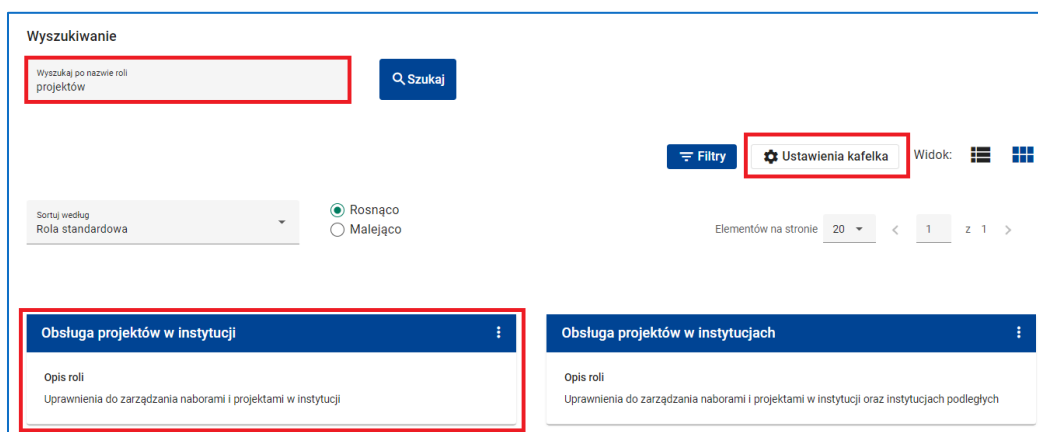 Wyszukiwanie
Wyszukaj po nazwie roli
projektów
Szukaj
Filtry
Ustawienia kafelka
Widok:
Sortuj według
Rola standardowa
Rosnąco
Malejąco
Elementów na stronie 20 1 z 1
Obsługa projektów w instytucji
Opis roli
Uprawnienia do zarządzania naborami i projektami w instytucji
Obsługa projektów w instytucjach
Opis roli
Uprawnienia do zarządzania naborami i projektami w instytucji oraz instytucjach podległych